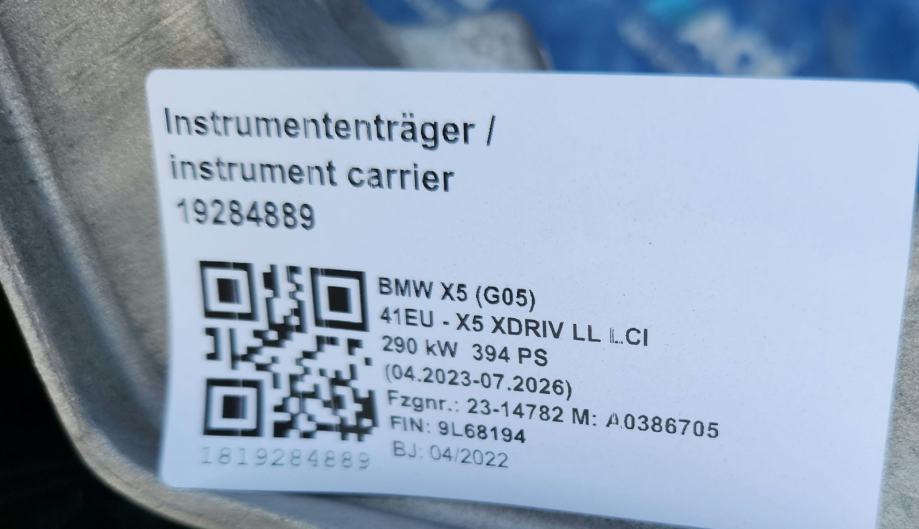 Instrumententräger /
instrument carrier
19284889
BMW X5 (G05)
41EU - X5 XDRIV LL LCI
290 kW 394 PS
(04.2023-07.2026)
Fzgnr.: 23-14782 M: A0386705
FIN: 9L68194
BJ: 04/2022
1819284889